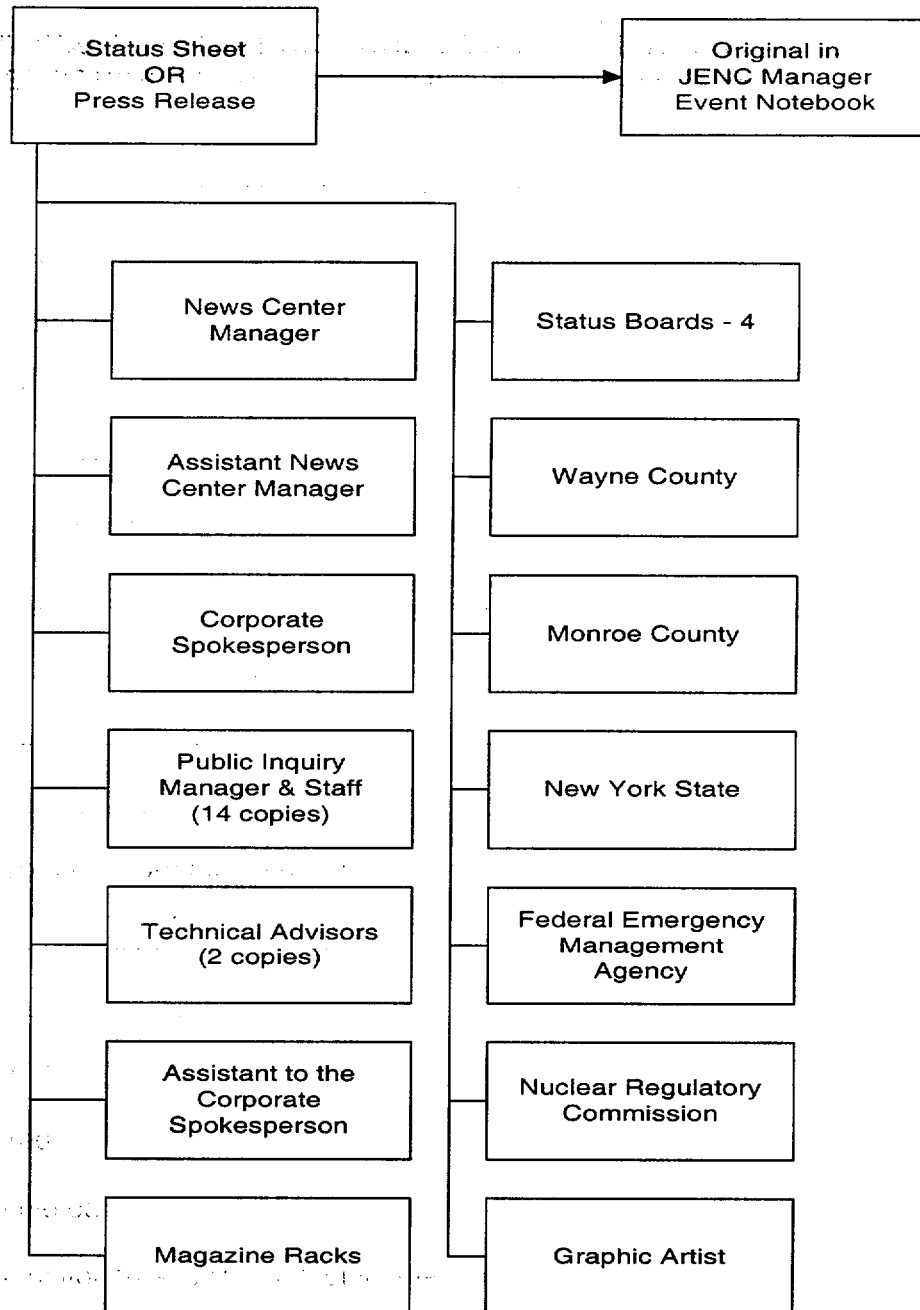 Status Sheet
OR
Press Release
Original in
JENC Manager
Event Notebook
News Center
Manager
Status Boards - 4
Assistant News
Center Manager
Wayne County
Corporate
Spokesperson
Monroe County
Public Inquiry
Manager & Staff
(14 copies)
New York State
Technical Advisors
(2 copies)
Federal Emergency
Management
Agency
Assistant to the
Corporate
Spokesperson
Nuclear Regulatory
Commission
Magazine Racks
Graphic Artist